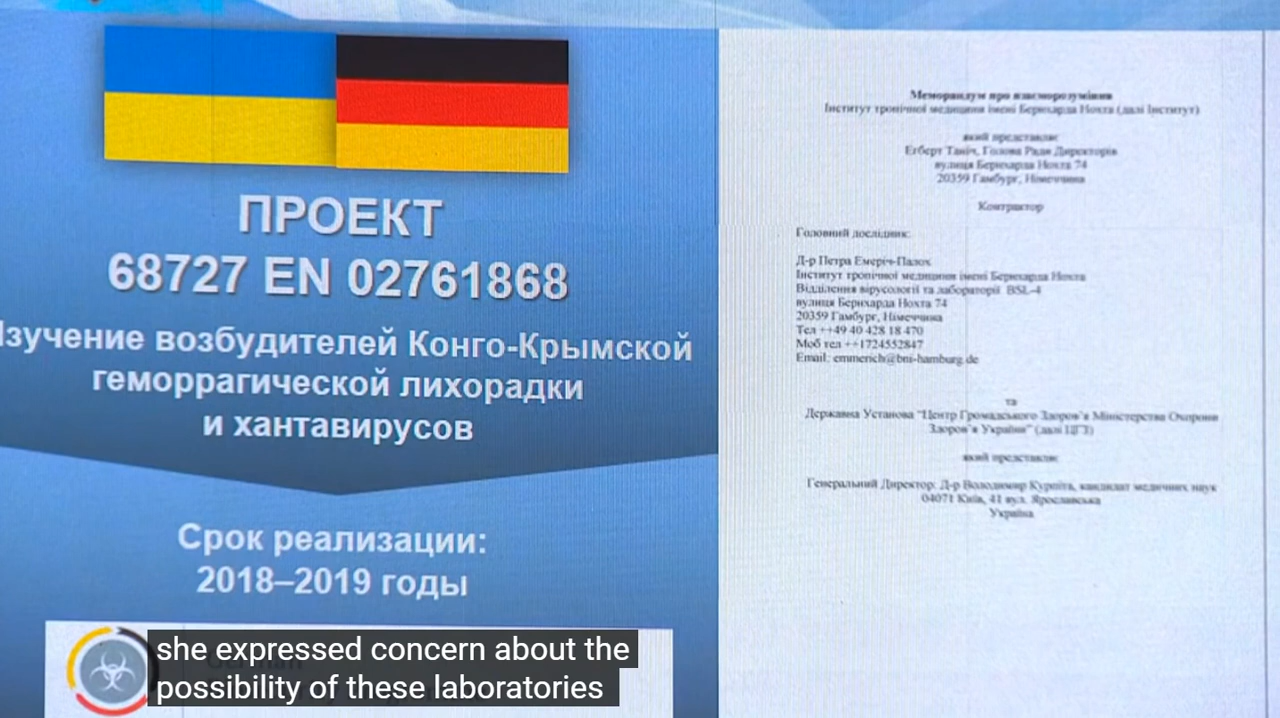 ПРОЕКТ
68727 EN 02761868
зучение возбудителей Конго-Крымской
геморрагической лихорадки
и хантавирусов
Срок реализации:
2018–2019 годы
Меморандум про взаєморозуміння
Інститут тропічної медицини імені Бернхарда Нохта (далі Інститут)
який представляє
Егберт Таніч, Голова Ради Директорів
вулиця Бернхарда Нохта 74
20359 Гамбург, Німеччина
Контрактор
Головний дослідник:
Д-р Петра Емеріч-
Інститут тропічної медицини імені Бернхарда Нохта
Відділення вірусології та лабораторії BSL-4
вулиця Бернхарда Нохта 74
20359 Гамбург, Німеччина
Тел ++49 40 428 18 470
Моб тел ++1724552847
Email: emmerich@bni-hamburg.de
та
Державна Установа "Центр Громадського Здоров'я Міністерства Охорони
Здоров'я України" (далі ЦГЗ)
який представляє
Генеральний Директор: Д-р Володимир Курпіта, кандидат медичних наук
04071 Київ, 41 вул. Ярославська
Україна
she expressed concern about the
possibility of these laboratories